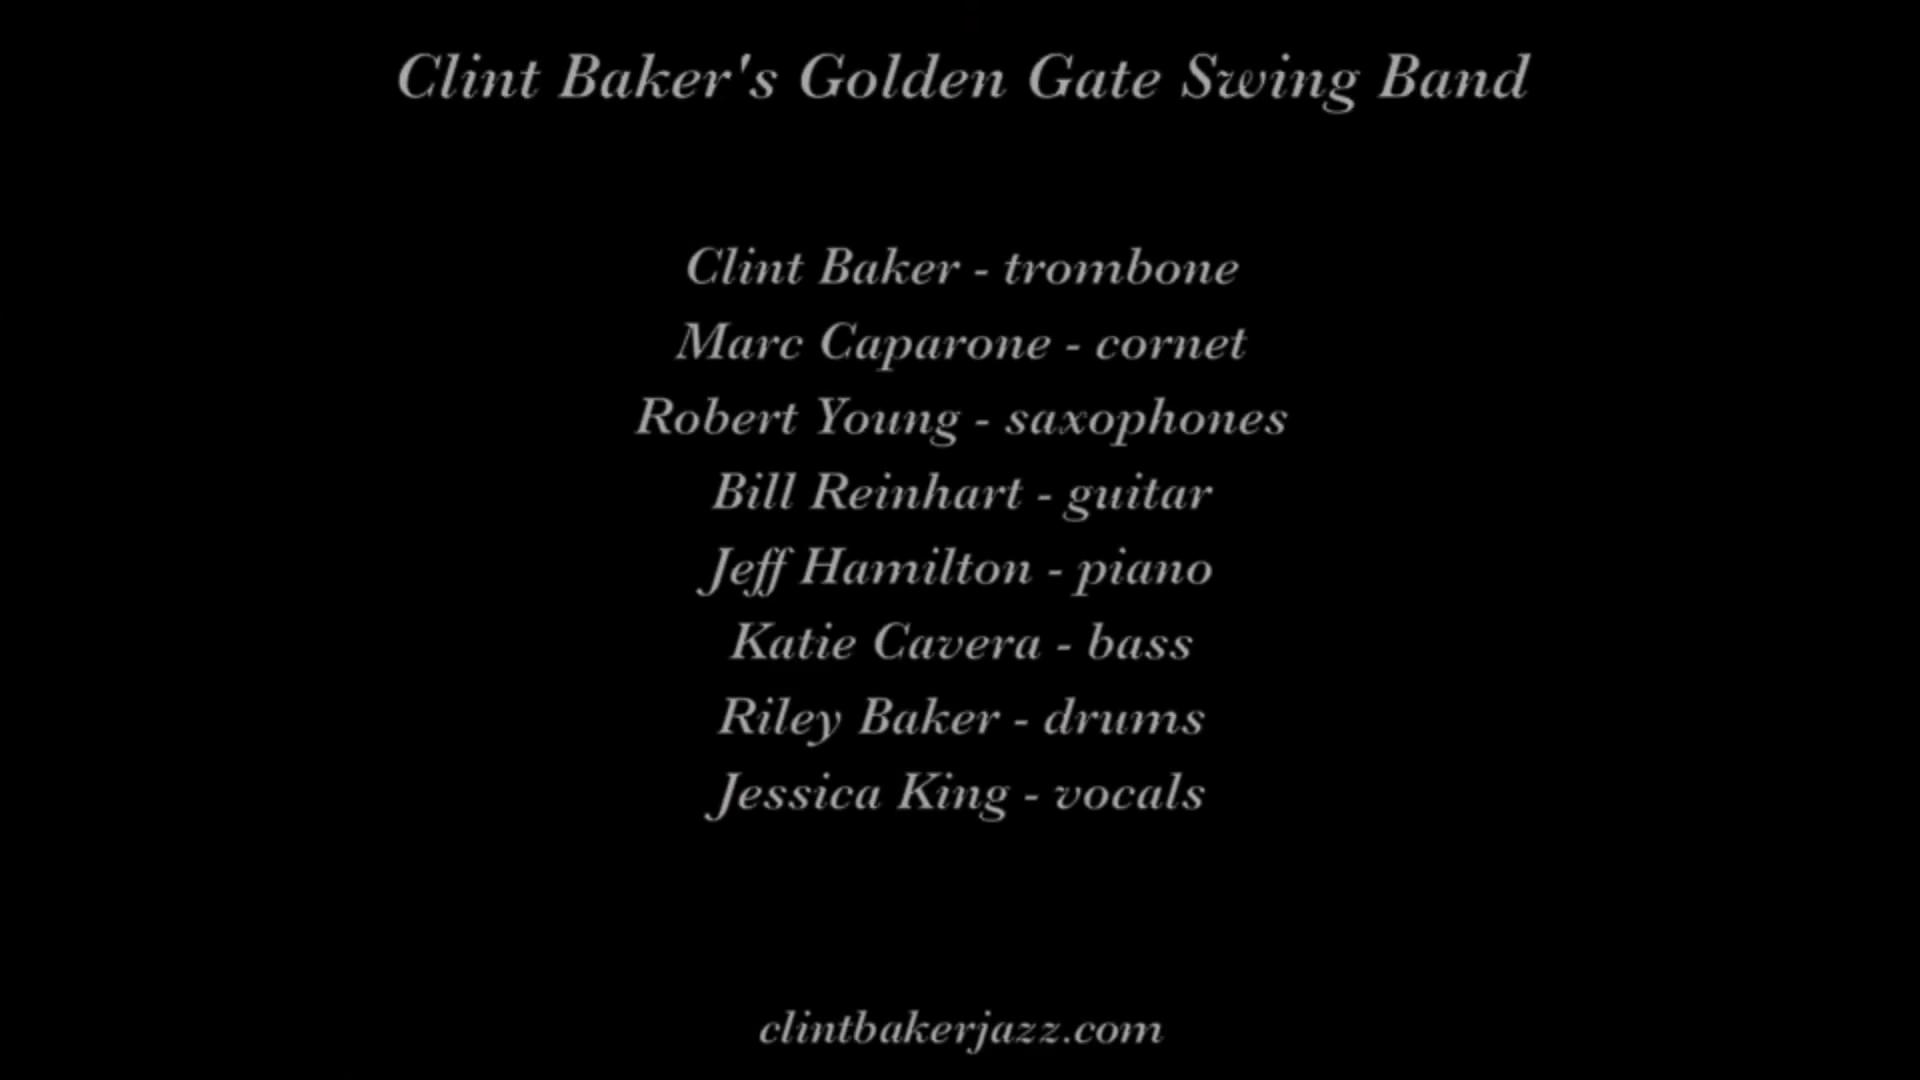 Clint Baker's Golden Gate Swing Band
Clint Baker - trombone
Marc Caparone - cornet
Robert Young - saxophones
Bill Reinhart - guitar
Jeff Hamilton - piano
Katie Cavera - bass
Riley Baker - drums
Jessica King - vocals
clintbakerjazz.com